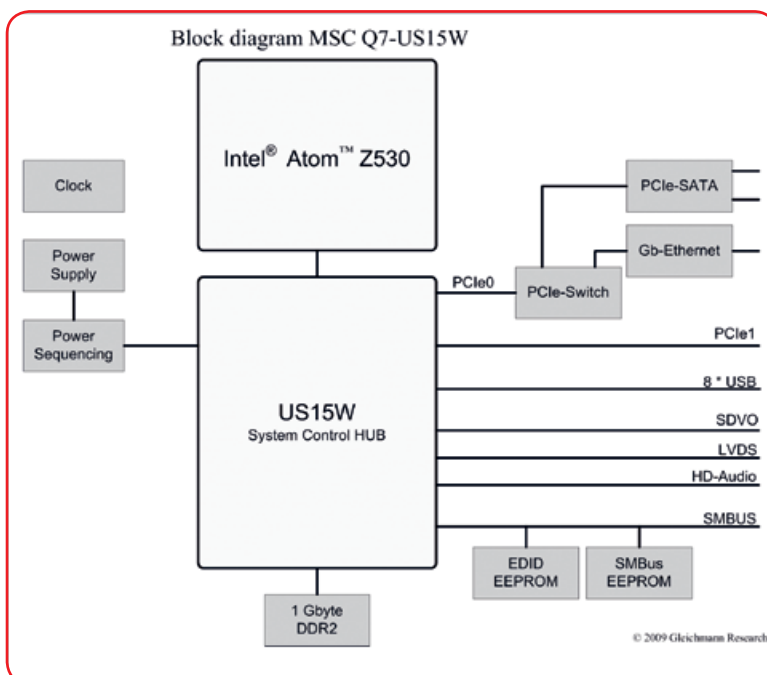 Block diagram MSC Q7-US15W
Intel® Atom™ Z530
Clock
Power
Supply
Power
Sequencing
US15W
System Control HUB
1 Gbyte
DDR2
PCIe0
PCIe-Switch
PCIe-SATA
Gb-Ethernet
PCIe1
8 * USB
SDVO
LVDS
HD-Audio
SMBUS
EDID
EEPROM
SMBus
EEPROM
© 2009 Gleichmann Research